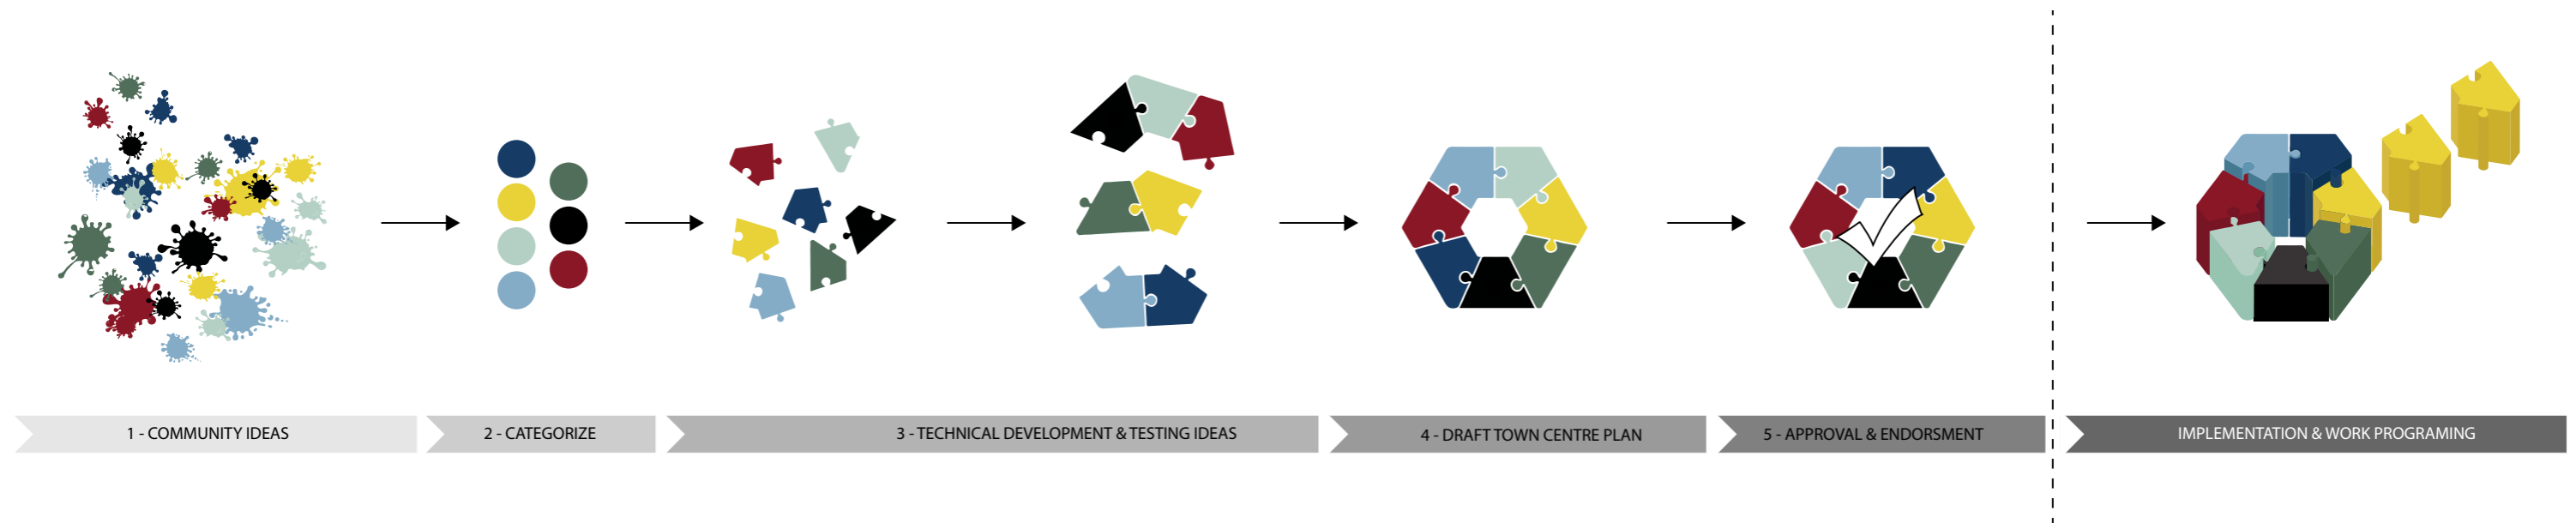 1 - COMMUNITY IDEAS
2 - CATEGORIZE
3 - TECHNICAL DEVELOPMENT & TESTING IDEAS
4 - DRAFT TOWN CENTRE PLAN
5 - APPROVAL & ENDORSMENT
IMPLEMENTATION & WORK PROGRAMING